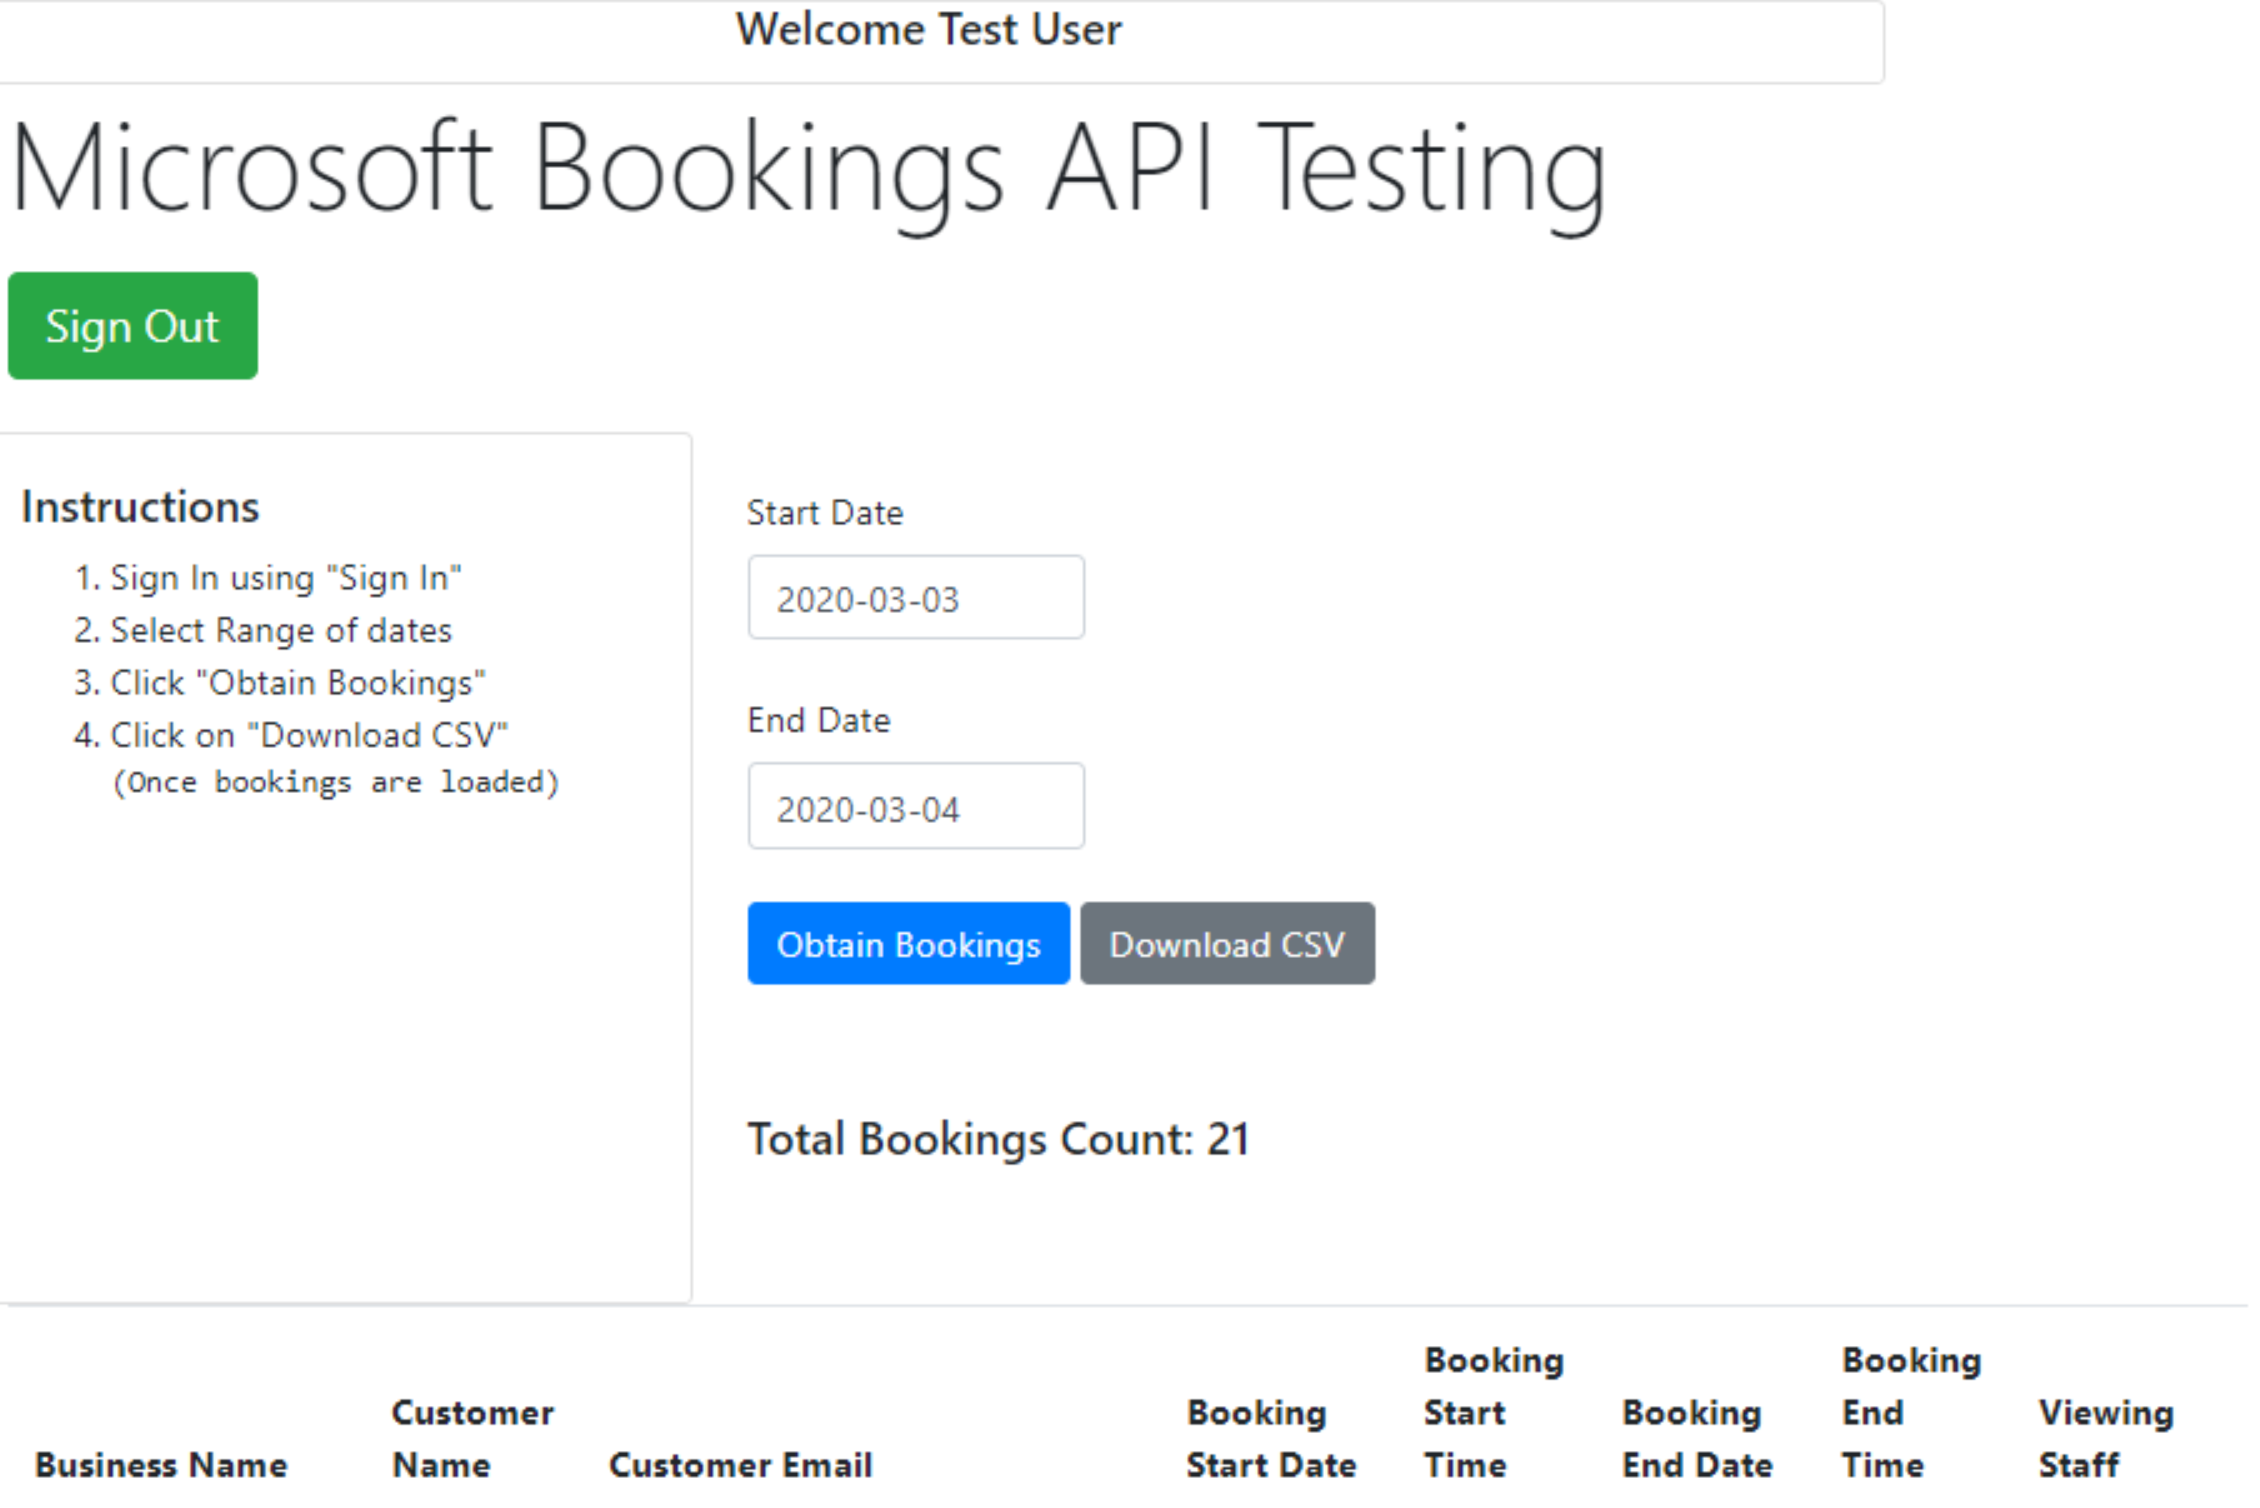 Welcome Test User
Microsoft Bookings API Testing
Sign Out
Instructions
1. Sign In using "Sign In"
2. Select Range of dates
3. Click "Obtain Bookings"
4. Click on "Download CSV"
(Once bookings are loaded)
Start Date
2020-03-03
End Date
2020-03-04
Obtain Bookings
Download CSV
Total Bookings Count: 21
Business Name
Customer
Name
Customer Email
Booking
Start Date
Booking
Start
Time
Booking
End Date
Booking
End
Time
Viewing
Staff